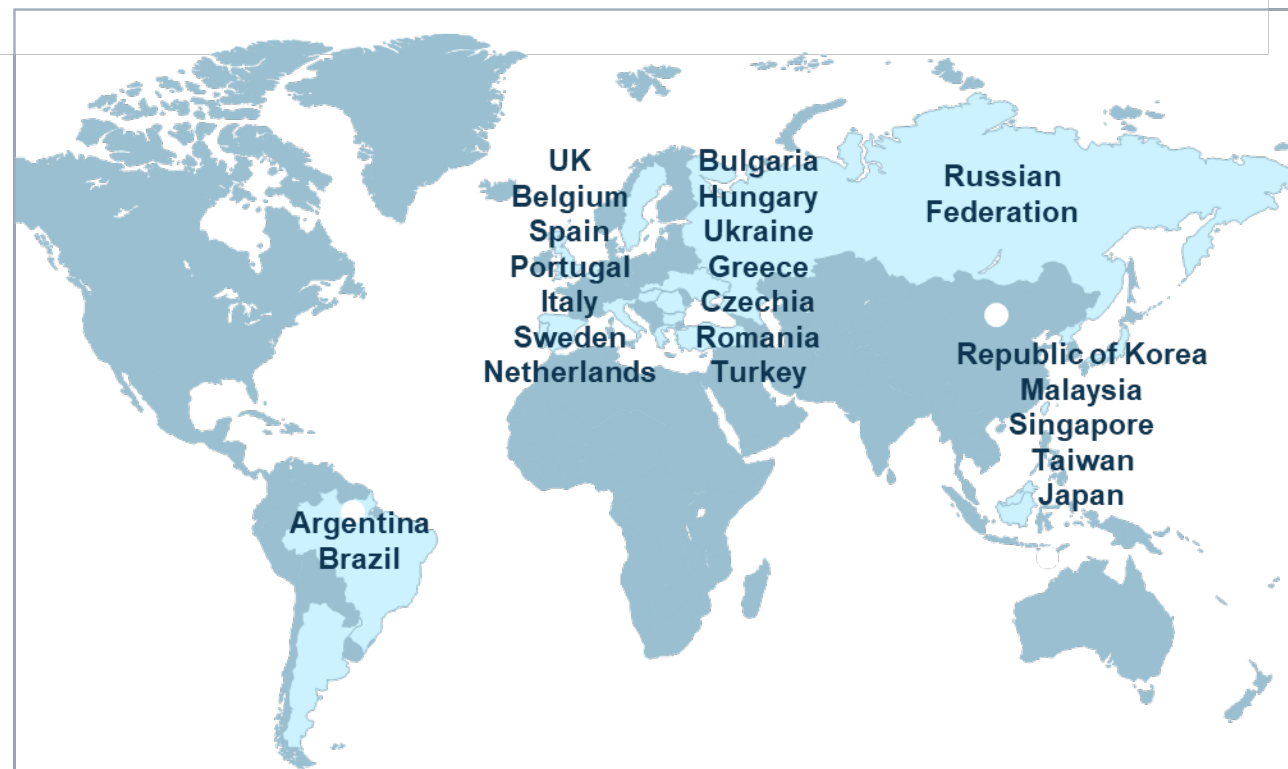 UK
Belgium
Spain
Portugal
Italy
Sweden
Netherlands
Bulgaria
Hungary
Ukraine
Greece
Czechia
Romania
Turkey
Russian
Federation
Republic of Korea
Malaysia
Singapore
Taiwan
Japan
Argentina
Brazil